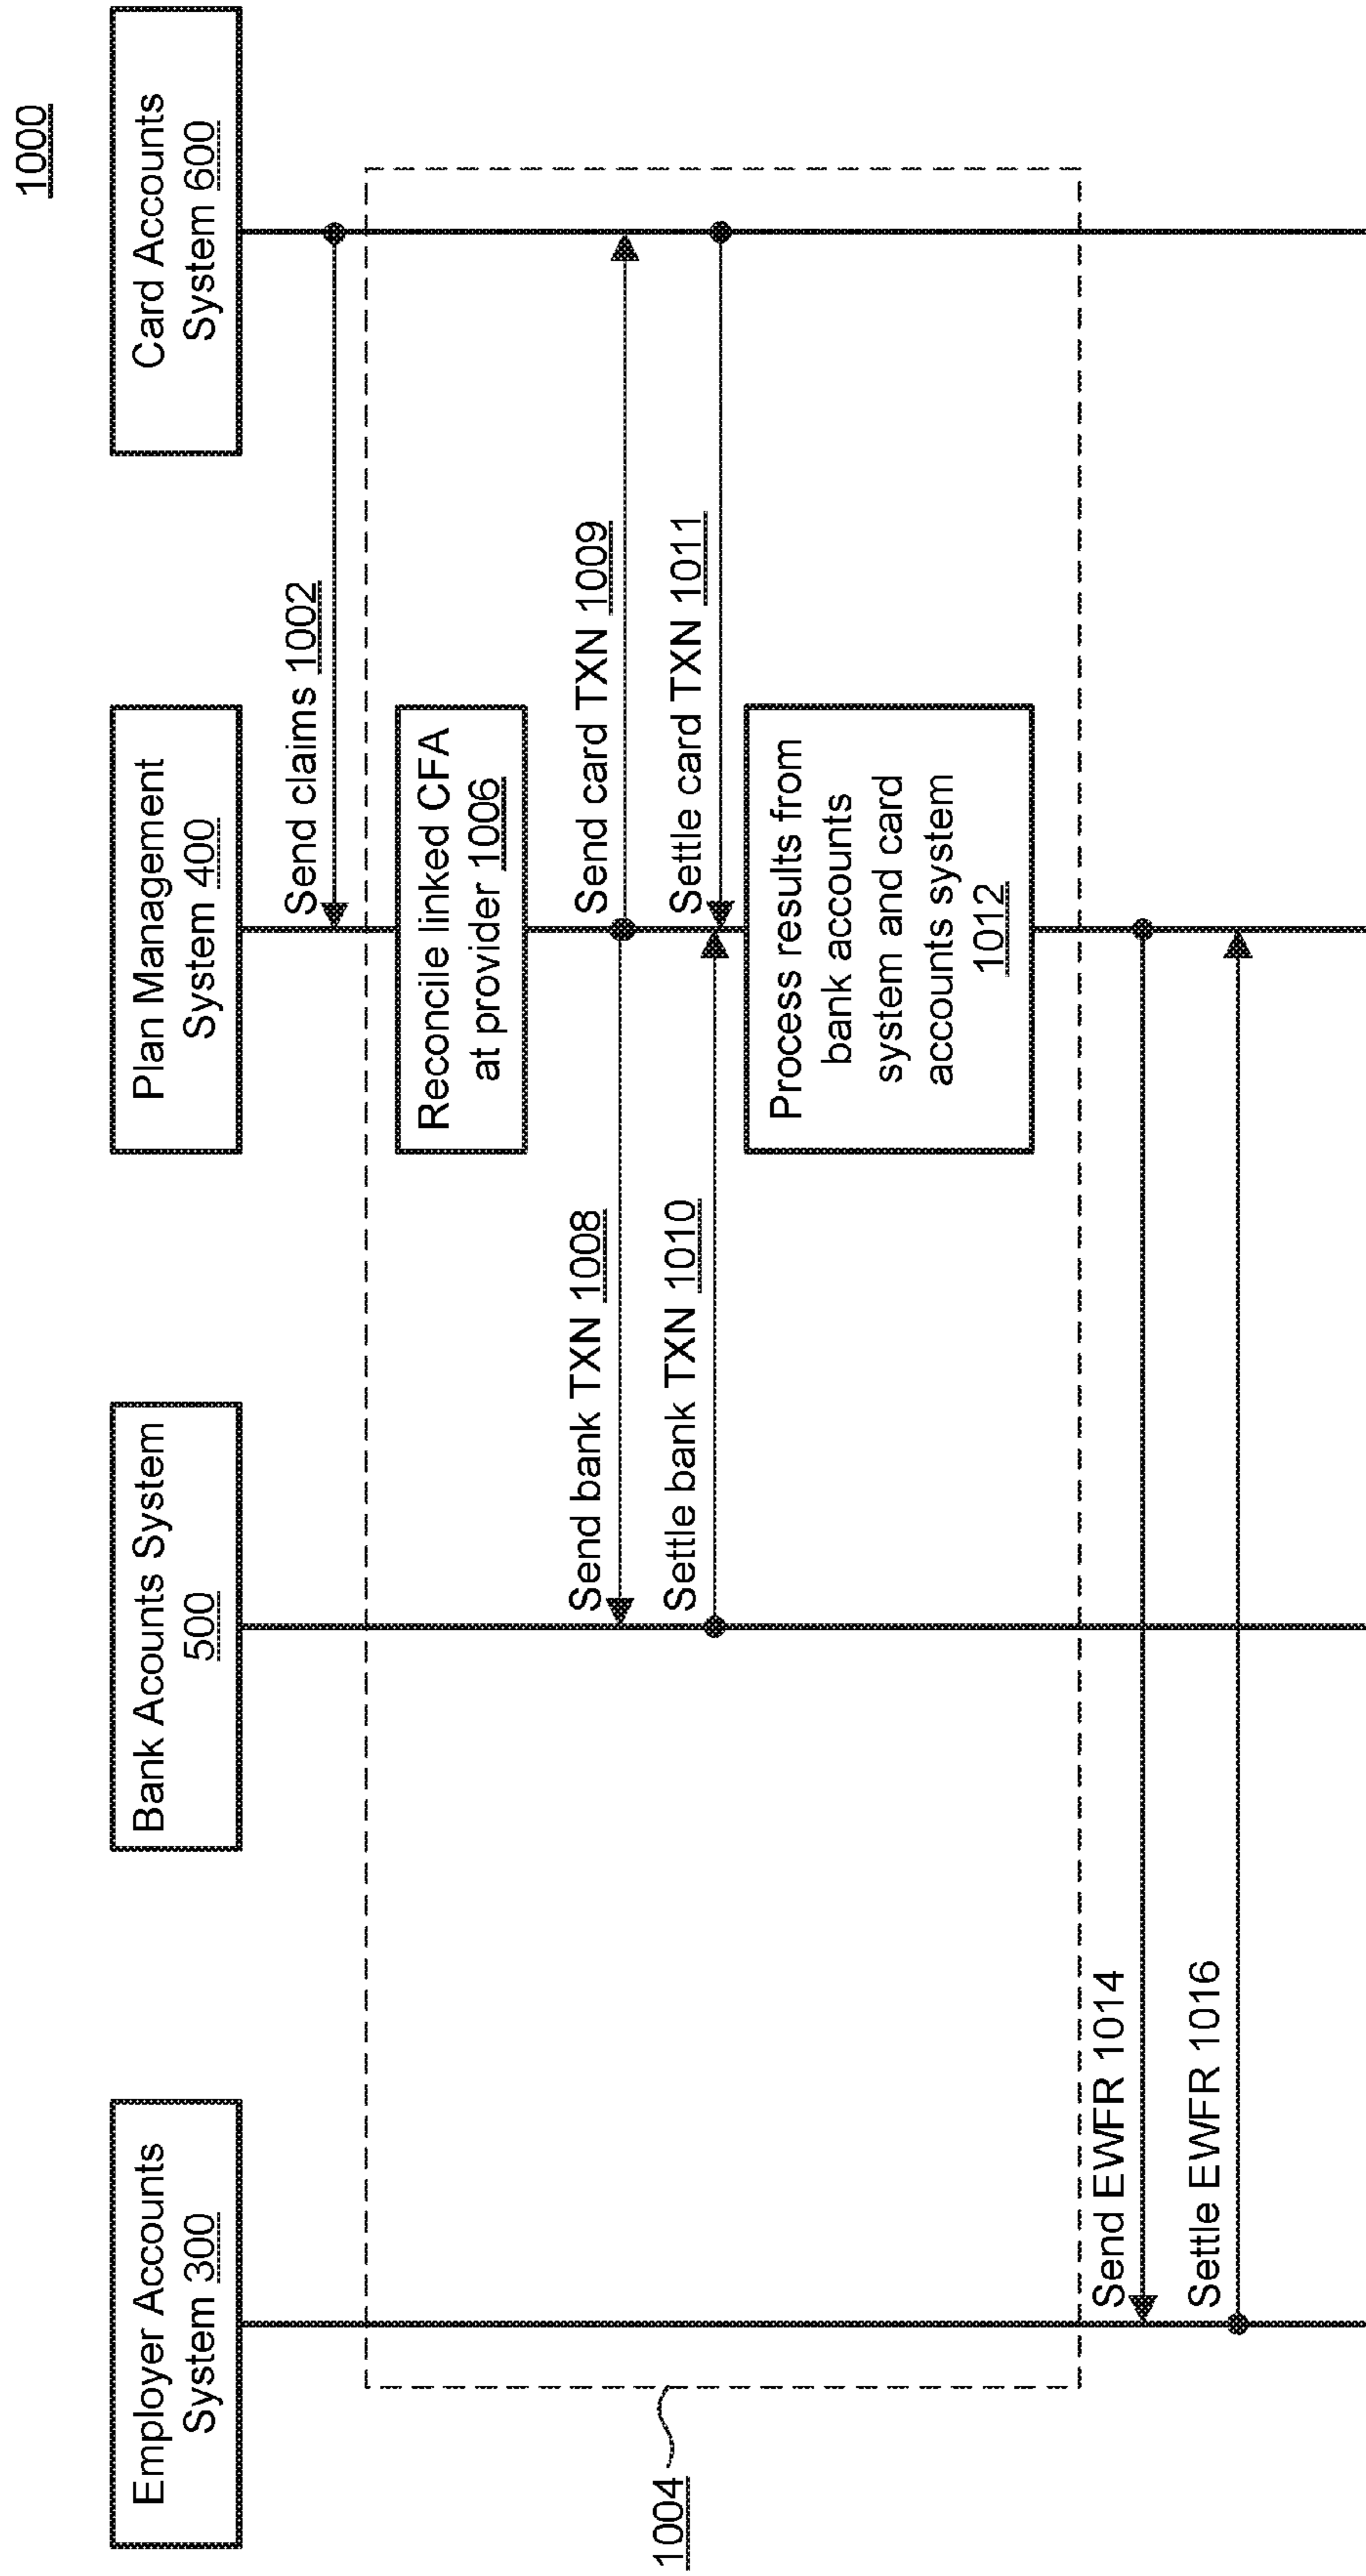 1000
Employer Accounts
System 300
Bank Acounts System
500
Plan Management
System 400
Card Accounts
System 600
Send claims 1002
1004
Reconcile linked CFA
at provider 1006
Send bank TXN 1008
Send card TXN 1009
Settle bank TXN 1010
Settle card TXN 1011
Process results from
bank accounts
system and card
accounts system
1012
Send EWFR 1014
Settle EWFR 1016